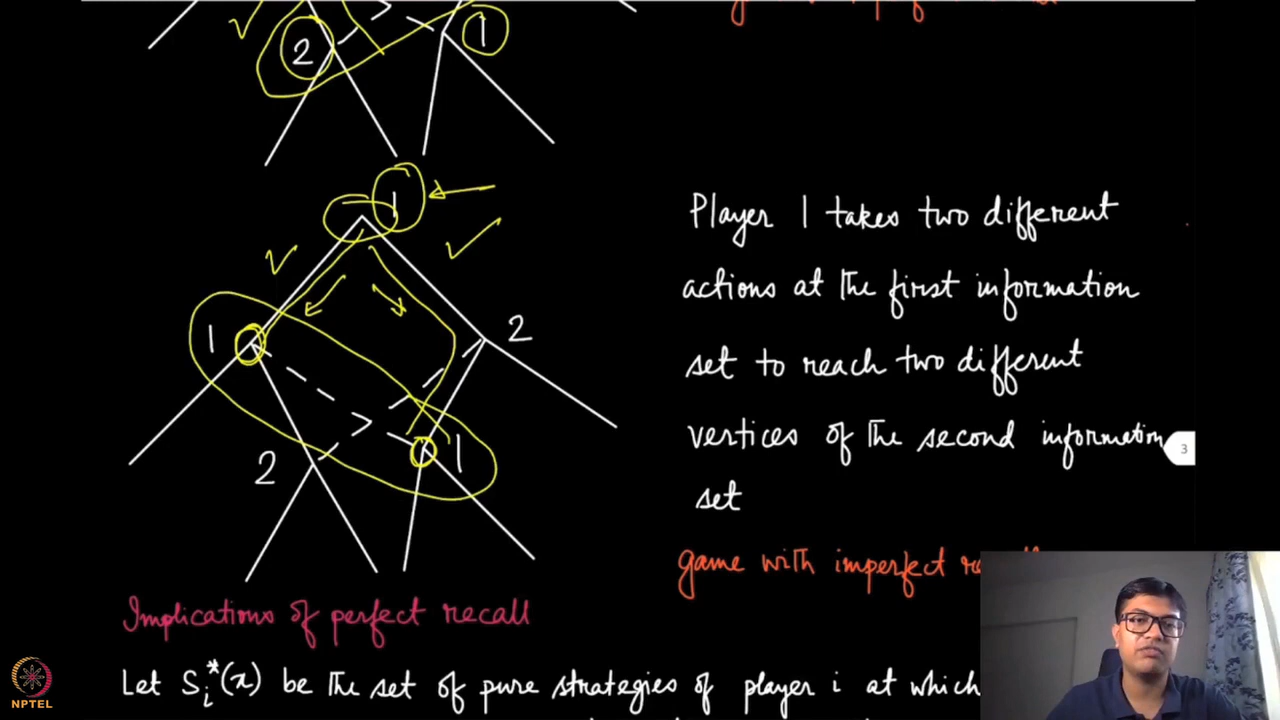 2
1
1
Player 1 takes two different
actions at the first information
1
2
set to reach two different
vertices of the second information
3
2
1
set
game with imperfect
Implications of perfect recall
Let Si*(x) be the set of pure strategies of player i at which
NPTEL